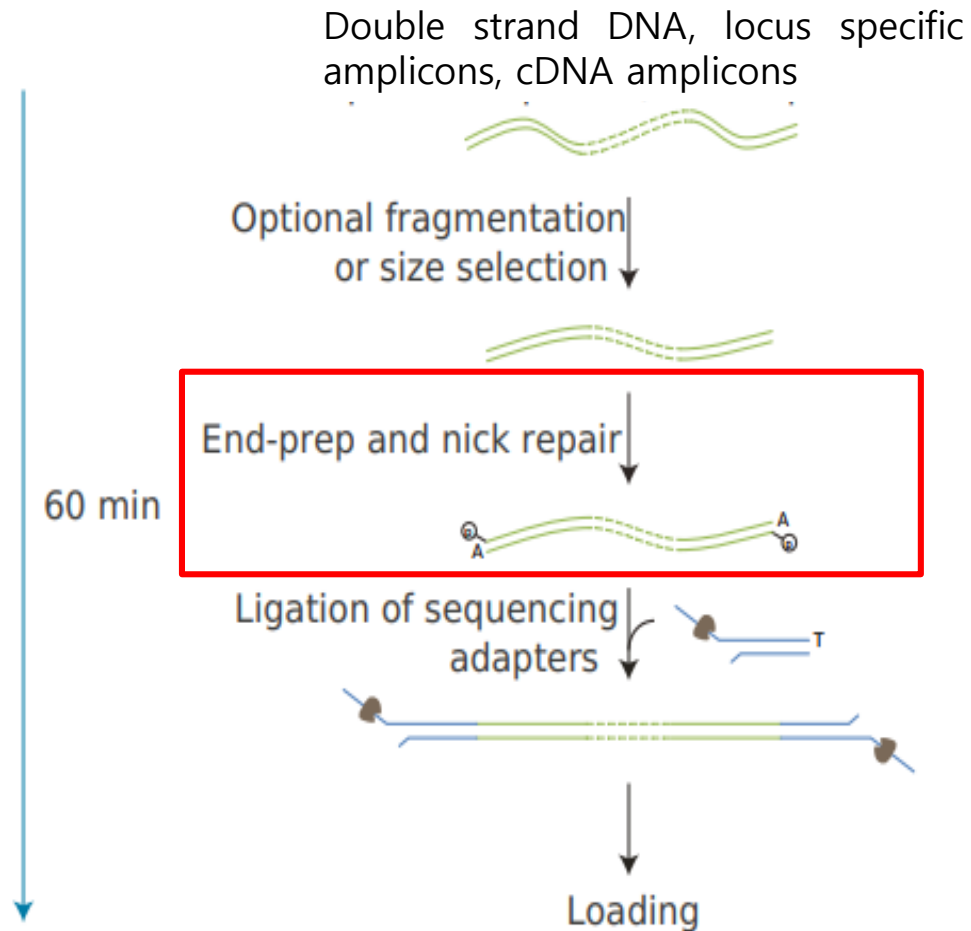 Double strand DNA, locus specific
amplicons, cDNA amplicons
Optional fragmentation
or size selection
End-prep and nick repair
60 min
P
A
A
P
Ligation of sequencing
adapters
T
Loading